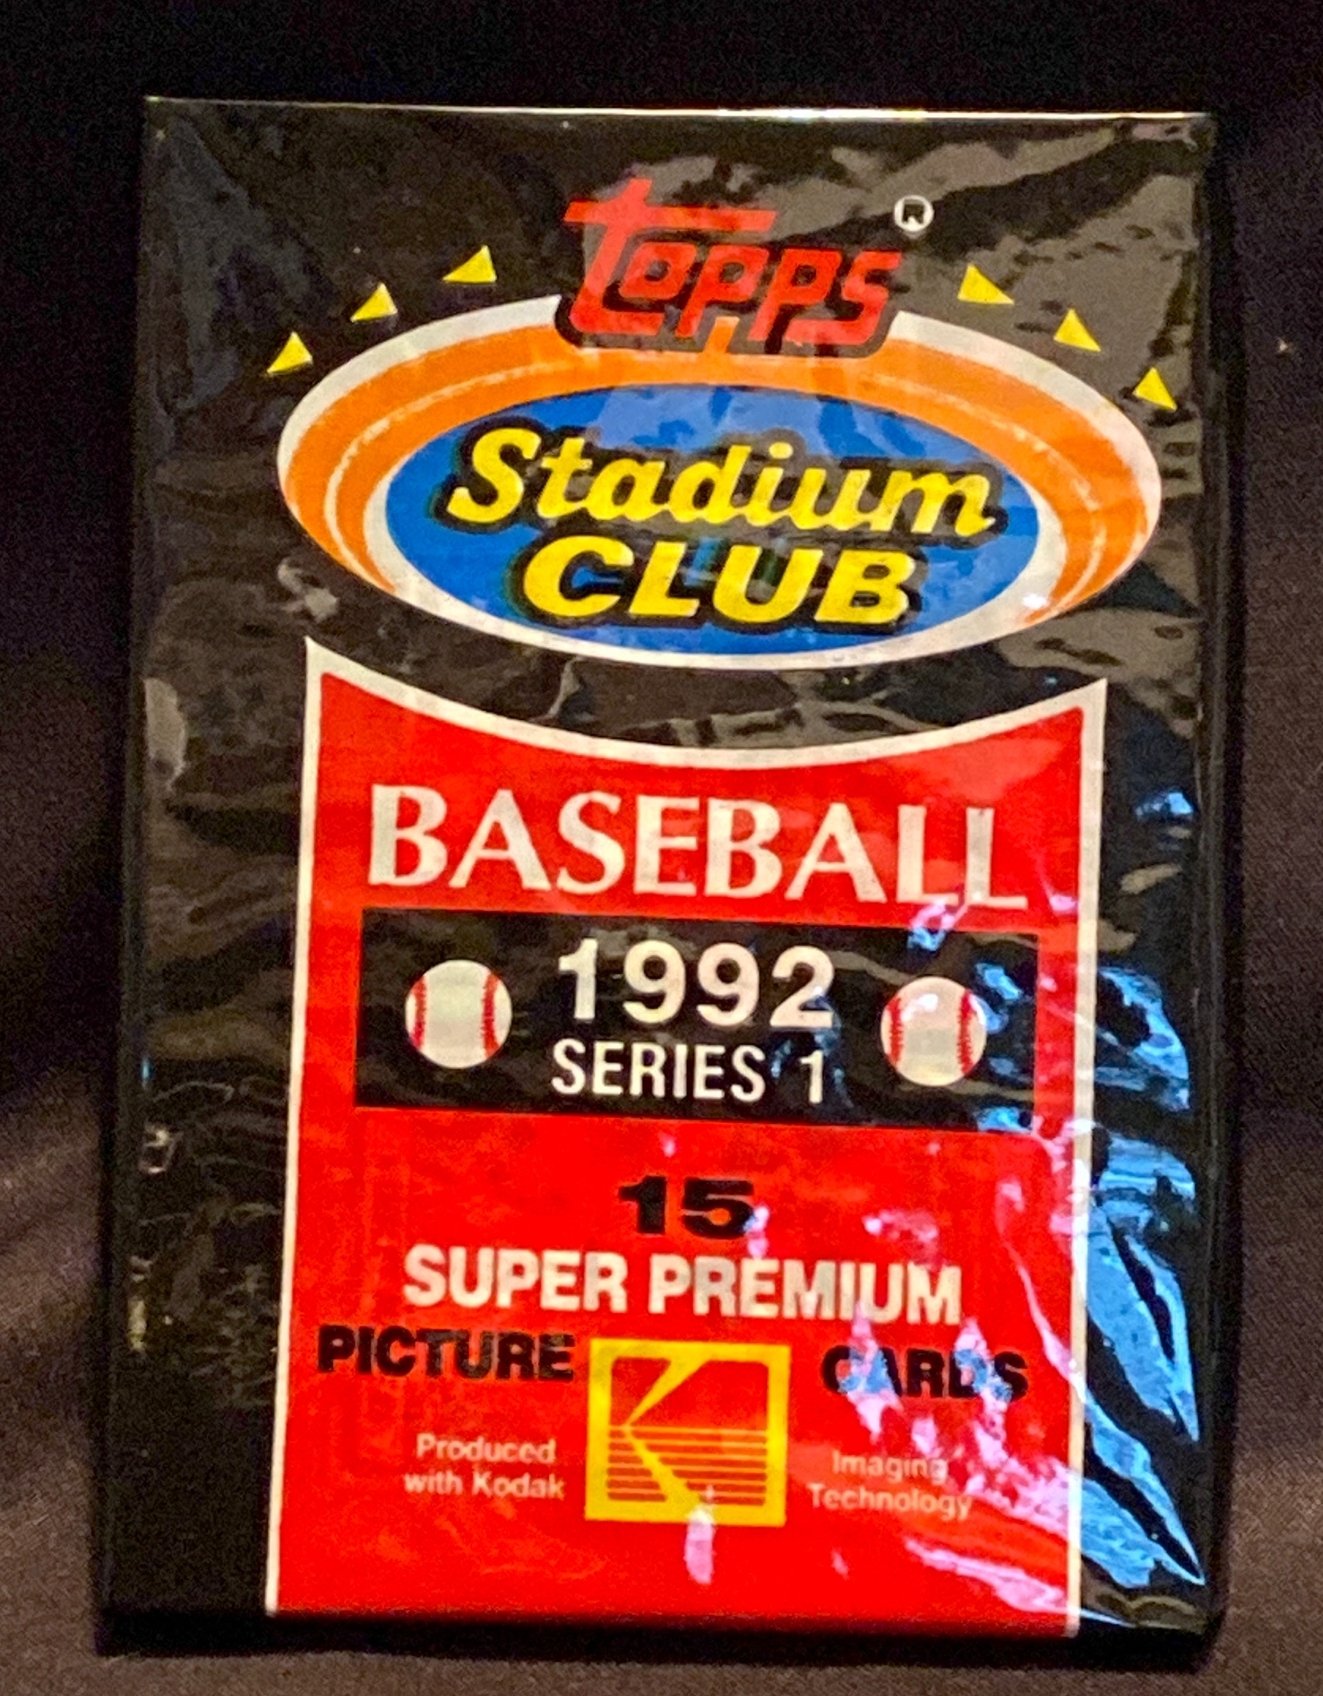 Topps ®
Stadium
CLUB
BASEBALL
1992
SERIES 1
15
SUPER PREMIUM
PICTURE CARDS
Produced
with Kodak
Imaging
Technology